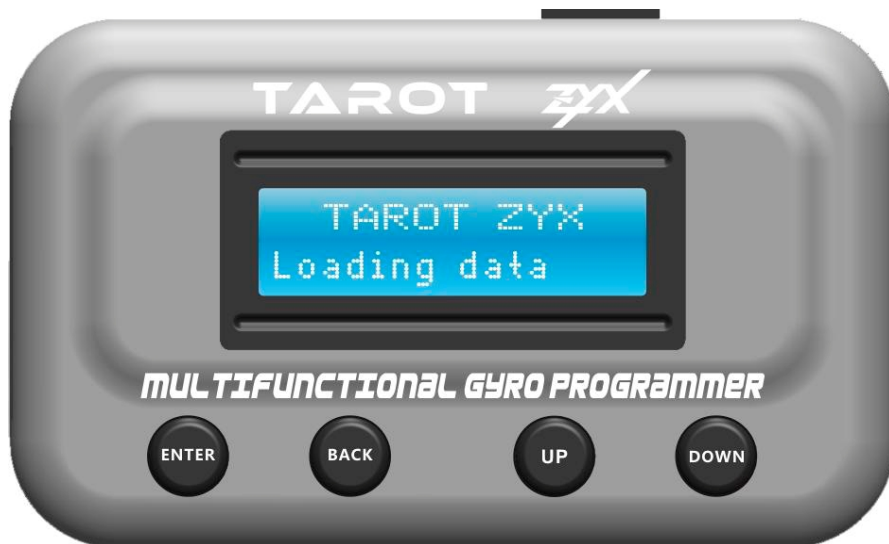 TAROT ZYX
TAROT ZYX
Loading data
MULTIFUNCTIONAL GYRO PROGRAMMER
ENTER BACK UP DOWN